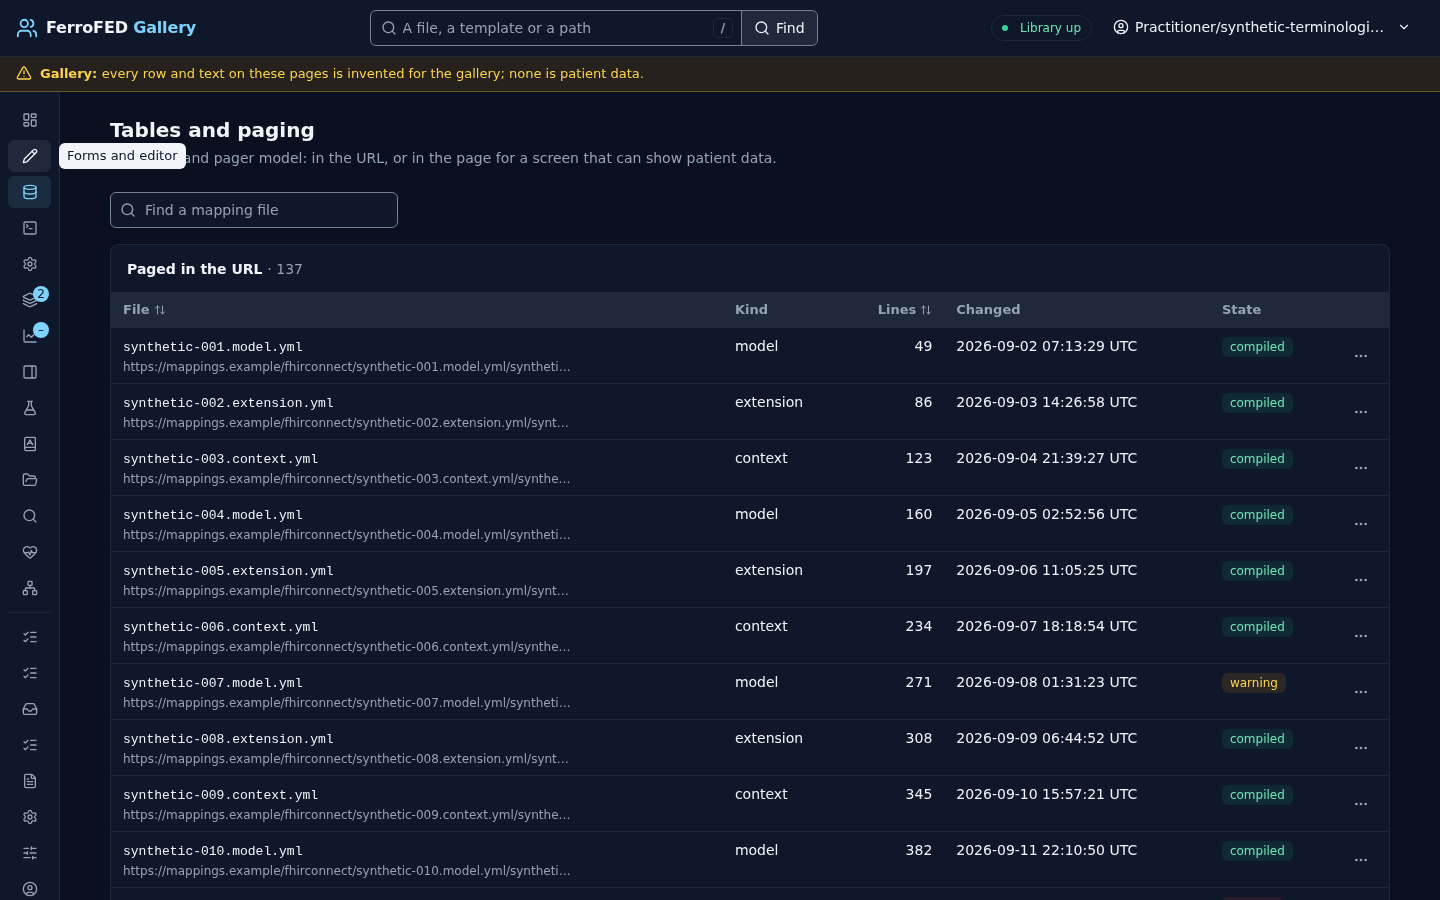 FerroFED Gallery
A file, a template or a path
/
Find
Library up
Practitioner/synthetic-terminologi…
Gallery: every row and text on these pages is invented for the gallery; none is patient data.
Tables and paging
Forms and editor
and pager model: in the URL, or in the page for a screen that can show patient data.
Find a mapping file
2
–
Paged in the URL · 137
File Kind Lines Changed State
synthetic-001.model.yml model 49 2026-09-02 07:13:29 UTC compiled
https://mappings.example/fhirconnect/synthetic-001.model.yml/syntheti…
synthetic-002.extension.yml extension 86 2026-09-03 14:26:58 UTC compiled
https://mappings.example/fhirconnect/synthetic-002.extension.yml/synt…
synthetic-003.context.yml context 123 2026-09-04 21:39:27 UTC compiled
https://mappings.example/fhirconnect/synthetic-003.context.yml/synthe…
synthetic-004.model.yml model 160 2026-09-05 02:52:56 UTC compiled
https://mappings.example/fhirconnect/synthetic-004.model.yml/syntheti…
synthetic-005.extension.yml extension 197 2026-09-06 11:05:25 UTC compiled
https://mappings.example/fhirconnect/synthetic-005.extension.yml/synt…
synthetic-006.context.yml context 234 2026-09-07 18:18:54 UTC compiled
https://mappings.example/fhirconnect/synthetic-006.context.yml/synthe…
synthetic-007.model.yml model 271 2026-09-08 01:31:23 UTC warning
https://mappings.example/fhirconnect/synthetic-007.model.yml/syntheti…
synthetic-008.extension.yml extension 308 2026-09-09 06:44:52 UTC compiled
https://mappings.example/fhirconnect/synthetic-008.extension.yml/synt…
synthetic-009.context.yml context 345 2026-09-10 15:57:21 UTC compiled
https://mappings.example/fhirconnect/synthetic-009.context.yml/synthe…
synthetic-010.model.yml model 382 2026-09-11 22:10:50 UTC compiled
https://mappings.example/fhirconnect/synthetic-010.model.yml/syntheti…